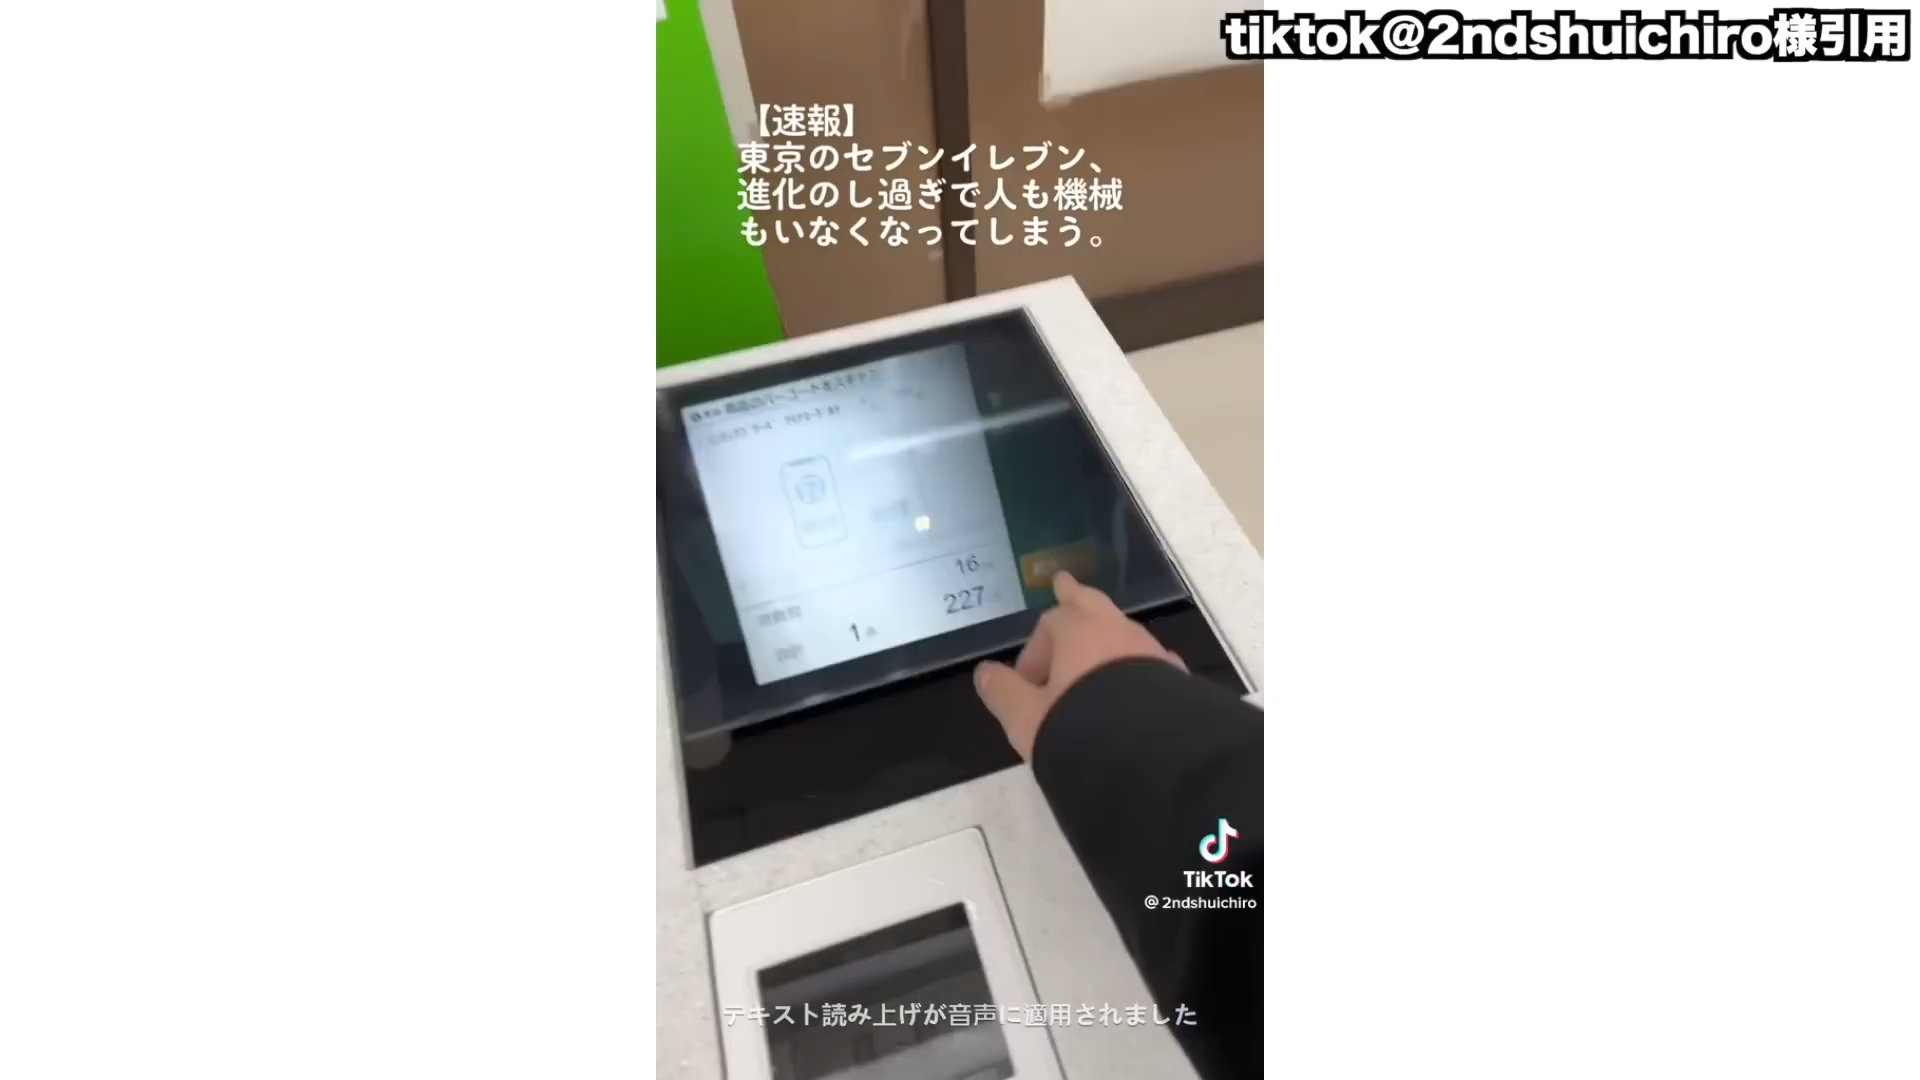 tiktok@2ndshuichiro様引用
【速報】
東京のセブンイレブン、
進化のし過ぎで人も機械
もいなくなってしまう。
16
1点 227
TikTok
@2ndshuichiro
テキスト読み上げが音声に適用されました